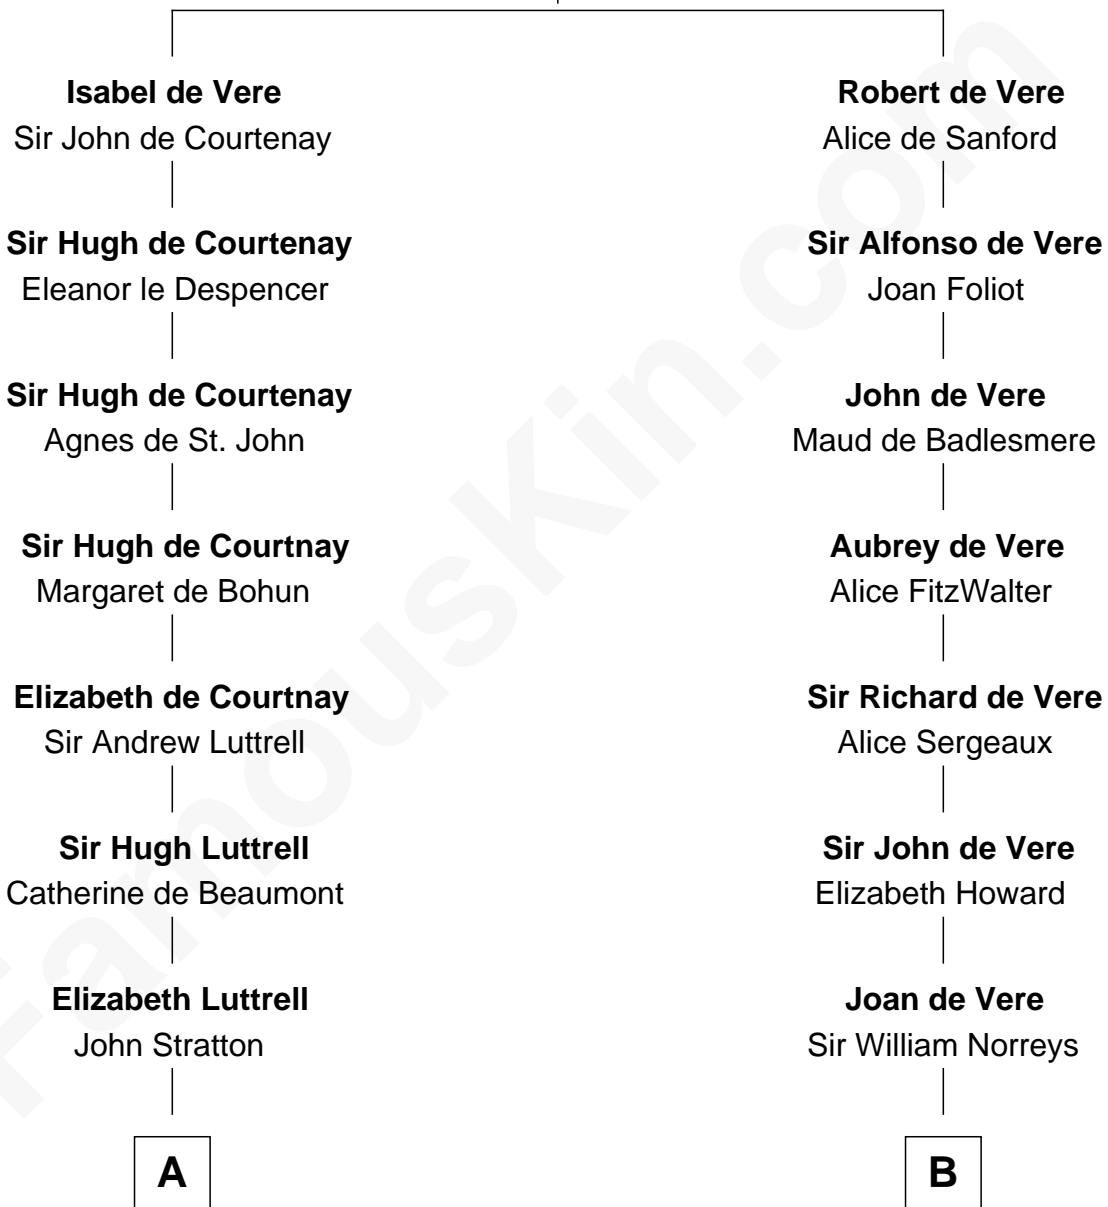 Isabel de Vere
Sir John de Courtenay
Sir Hugh de Courtenay
Eleanor le Despencer
Sir Hugh de Courtenay
Agnes de St. John
Sir Hugh de Courtnay
Margaret de Bohun
Elizabeth de Courtnay
Sir Andrew Luttrell
Sir Hugh Luttrell
Catherine de Beaumont
Elizabeth Luttrell
John Stratton
A
Robert de Vere
Alice de Sanford
Sir Alfonso de Vere
Joan Foliot
John de Vere
Maud de Badlesmere
Aubrey de Vere
Alice FitzWalter
Sir Richard de Vere
Alice Sergeaux
Sir John de Vere
Elizabeth Howard
Joan de Vere
Sir William Norreys
B
FamousKin.com